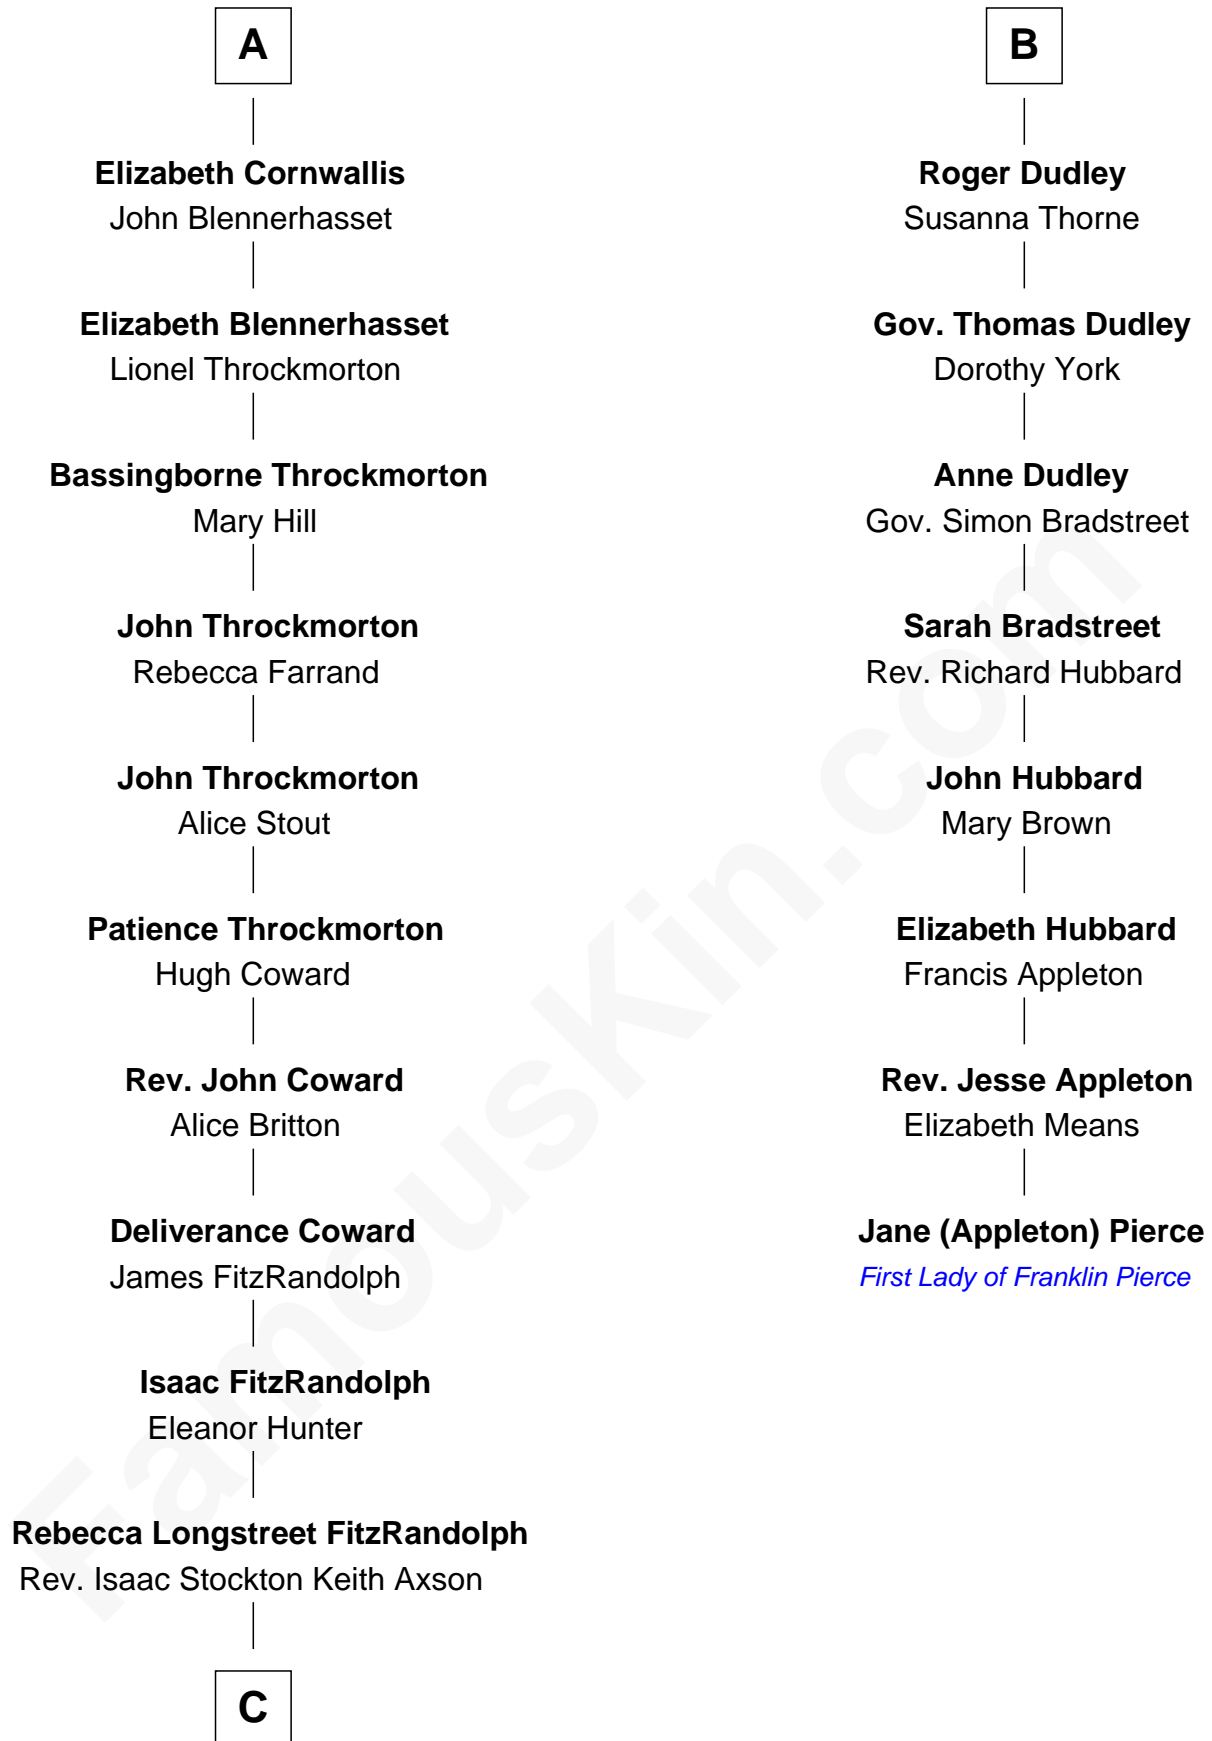 A
Elizabeth Cornwallis
John Blennerhasset
Elizabeth Blennerhasset
Lionel Throckmorton
Bassingborne Throckmorton
Mary Hill
John Throckmorton
Rebecca Farrand
John Throckmorton
Alice Stout
Patience Throckmorton
Hugh Coward
Rev. John Coward
Alice Britton
Deliverance Coward
James FitzRandolph
Isaac FitzRandolph
Eleanor Hunter
Rebecca Longstreet FitzRandolph
Rev. Isaac Stockton Keith Axson
C
B
Roger Dudley
Susanna Thorne
Gov. Thomas Dudley
Dorothy York
Anne Dudley
Gov. Simon Bradstreet
Sarah Bradstreet
Rev. Richard Hubbard
John Hubbard
Mary Brown
Elizabeth Hubbard
Francis Appleton
Rev. Jesse Appleton
Elizabeth Means
Jane (Appleton) Pierce
First Lady of Franklin Pierce
FamousKin.com